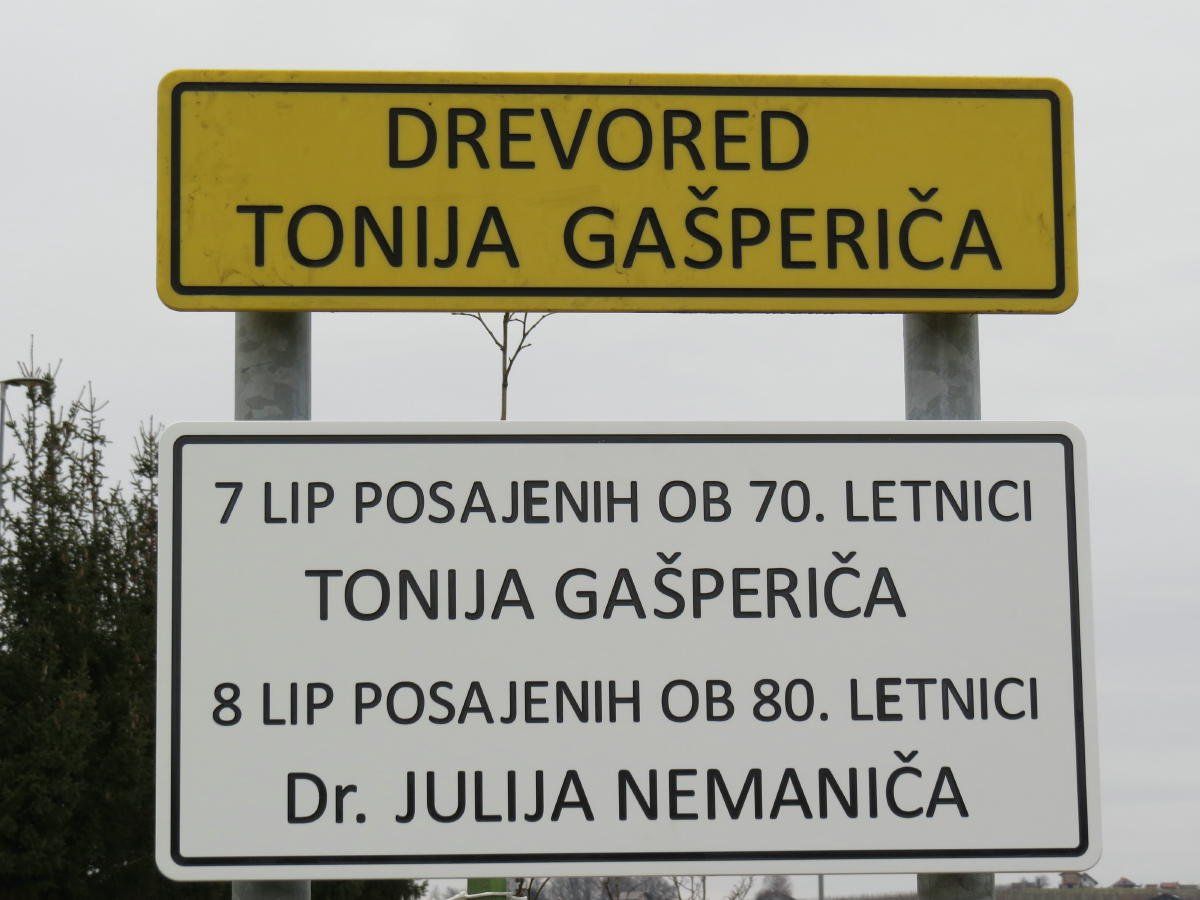 DREVORED
TONIJA GAŠPERIČA
7 LIP POSAJENIH OB 70. LETNICI
TONIJA GAŠPERIČA
8 LIP POSAJENIH OB 80. LETNICI
Dr. JULIJA NEMANIČA